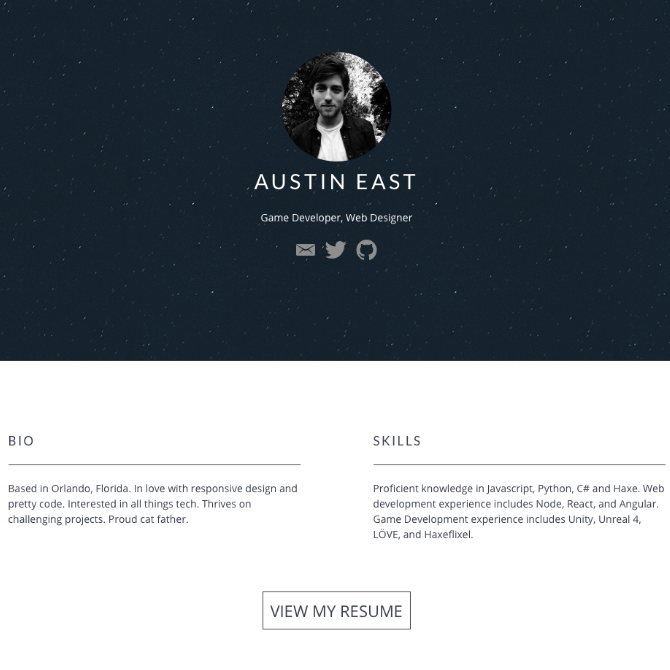 AUSTIN EAST
Game Developer, Web Designer
BIO
Based in Orlando, Florida. In love with responsive design and
pretty code. Interested in all things tech. Thrives on
challenging projects. Proud cat father.
SKILLS
Proficient knowledge in Javascript, Python, C# and Haxe. Web
development experience includes Node, React, and Angular.
Game Development experience includes Unity, Unreal 4,
LÖVE, and Haxeflixel.
VIEW MY RESUME